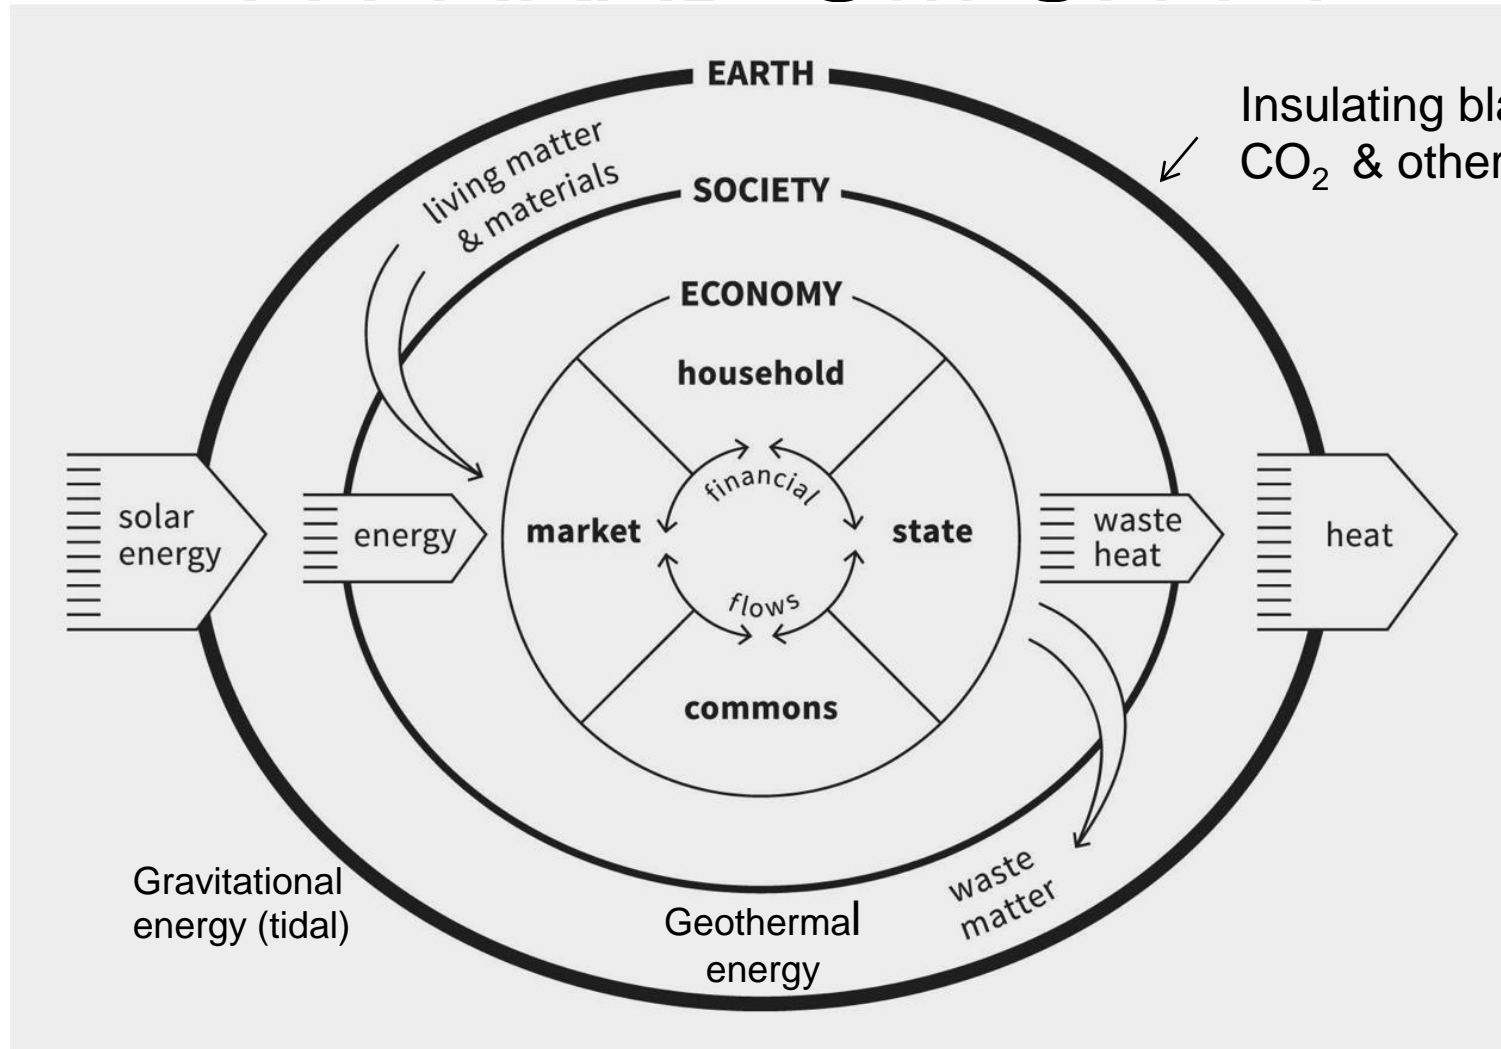 EARTH
Insulating
CO₂ & other
living matter
& materials
SOCIETY
ECONOMY
household
financial
solar
energy
energy
market
state
waste
heat
heat
flows
commons
Gravitational
energy (tidal)
Geothermal
energy
waste
matter